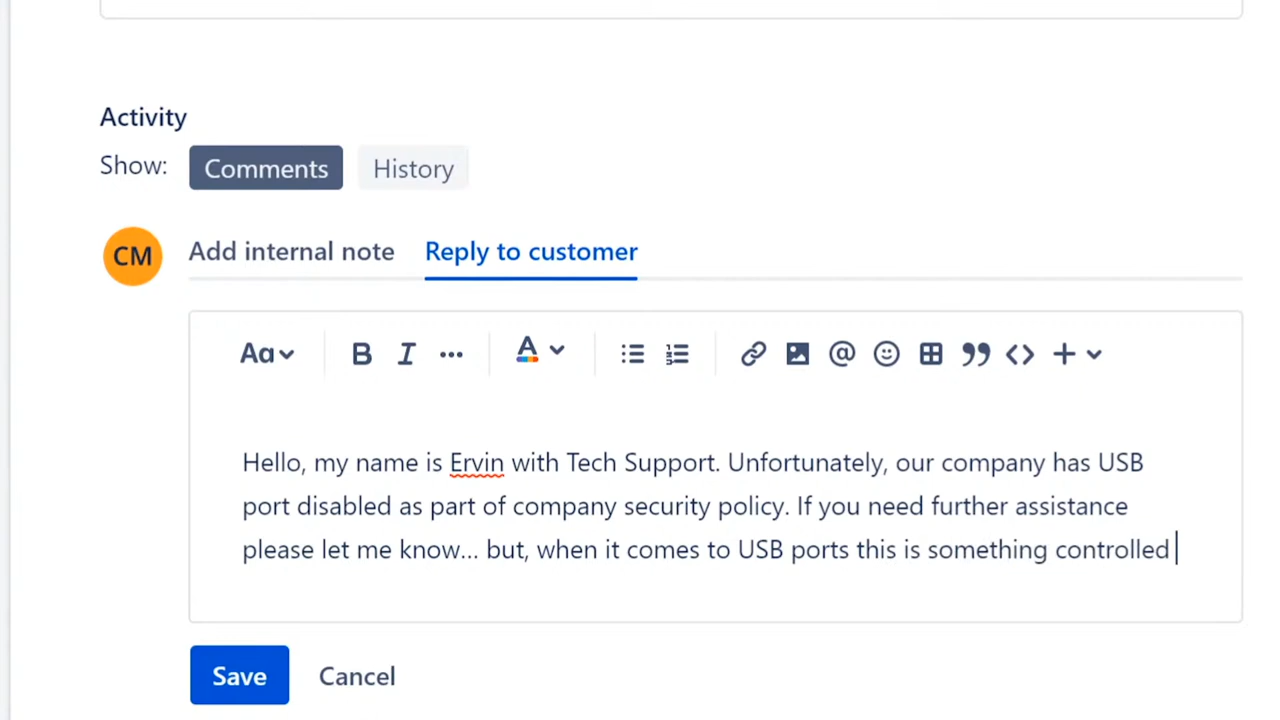 Activity
Show: Comments History
CM Add internal note Reply to customer
Aa B I ... A @ +
Hello, my name is Ervin with Tech Support. Unfortunately, our company has USB
port disabled as part of company security policy. If you need further assistance
please let me know... but, when it comes to USB ports this is something controlled
Save Cancel